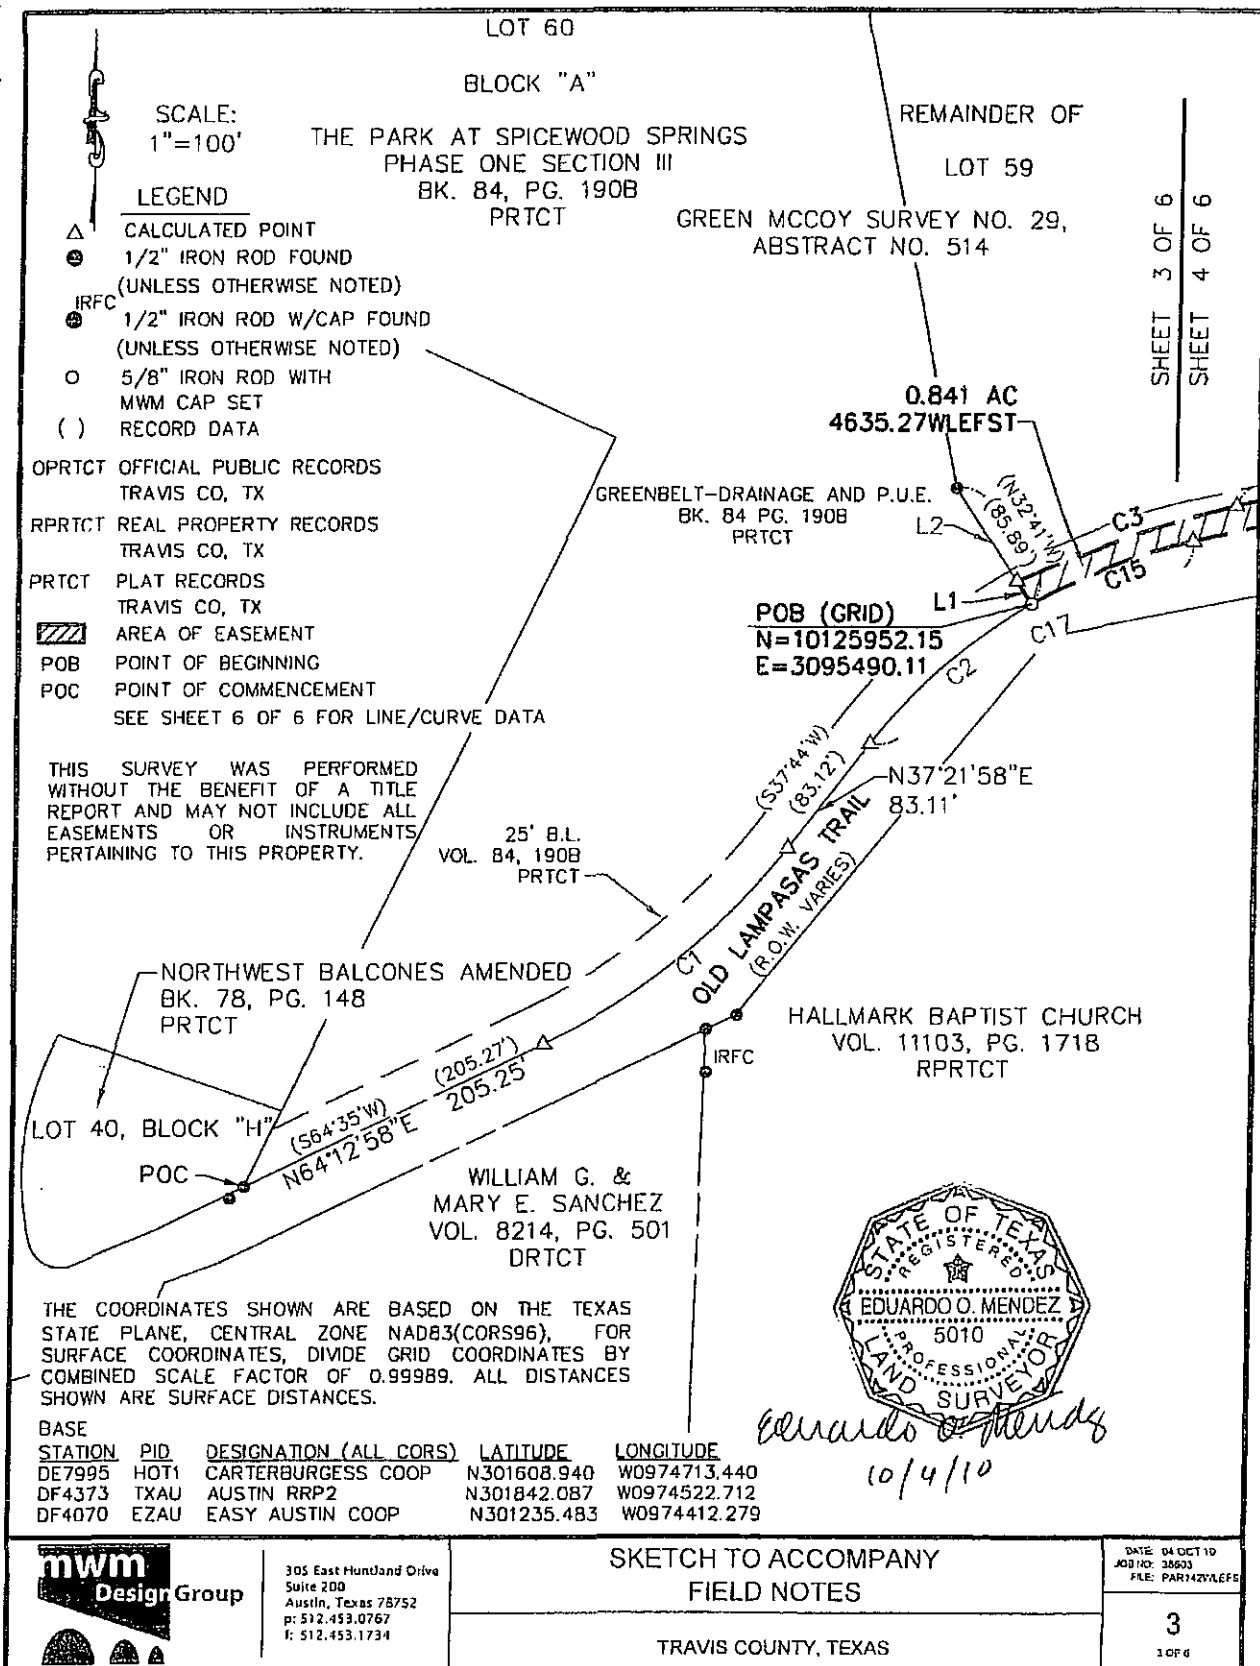 LOT 60
BLOCK "A"
SCALE:
1"=100'
THE PARK AT SPICEWOOD SPRINGS
PHASE ONE SECTION III
BK. 84, PG. 190B
PRTCT
REMAINDER OF
LOT 59
GREEN MCCOY SURVEY NO. 29,
ABSTRACT NO. 514
SHEET 3 OF 6
SHEET 4 OF 6
LEGEND
CALCULATED POINT
1/2" IRON ROD FOUND
(UNLESS OTHERWISE NOTED)
IRFC
1/2" IRON ROD W/CAP FOUND
(UNLESS OTHERWISE NOTED)
5/8" IRON ROD WITH
MWM CAP SET
( ) RECORD DATA
OPRTCT OFFICIAL PUBLIC RECORDS
TRAVIS CO, TX
RPRTCT REAL PROPERTY RECORDS
TRAVIS CO, TX
PRTCT PLAT RECORDS
TRAVIS CO, TX
AREA OF EASEMENT
POB POINT OF BEGINNING
POC POINT OF COMMENCEMENT
SEE SHEET 6 OF 6 FOR LINE/CURVE DATA
0.841 AC
4635.27WLEFST
GREENBELT-DRAINAGE AND P.U.E.
BK. 84 PG. 190B
PRTCT
L2
(N32°41'W)
(85.89')
C3
C15
L1
C17
POB (GRID)
N=10125952.15
E=3095490.11
C2
THIS SURVEY WAS PERFORMED
WITHOUT THE BENEFIT OF A TITLE
REPORT AND MAY NOT INCLUDE ALL
EASEMENTS OR INSTRUMENTS
PERTAINING TO THIS PROPERTY.
(S37°44'W)
(83.12')
N37°21'58"E
83.11'
25' B.L.
VOL. 84, 190B
PRTCT
OLD LAMPASAS TRAIL
(R.O.W. VARIES)
C1
NORTHWEST BALCONES AMENDED
BK. 78, PG. 148
PRTCT
HALLMARK BAPTIST CHURCH
VOL. 11103, PG. 1718
RPRTCT
IRFC
(205.27')
205.25'
(S64°35'W)
N64°12'58"E
LOT 40, BLOCK "H"
POC
WILLIAM G. &
MARY E. SANCHEZ
VOL. 8214, PG. 501
DRTCT
STATE OF TEXAS
REGISTERED
EDUARDO O. MENDEZ
5010
PROFESSIONAL
LAND SURVEYOR
Eduardo O. Mendez
10/4/10
THE COORDINATES SHOWN ARE BASED ON THE TEXAS
STATE PLANE, CENTRAL ZONE NAD83(CORS96), FOR
SURFACE COORDINATES, DIVIDE GRID COORDINATES BY
COMBINED SCALE FACTOR OF 0.99989. ALL DISTANCES
SHOWN ARE SURFACE DISTANCES.
BASE
STATION PID DESIGNATION (ALL CORS) LATITUDE LONGITUDE
DE7995 HOT1 CARTERBURGESS COOP N301608.940 W0974713.440
DF4373 TXAU AUSTIN RRP2 N301842.087 W0974522.712
DF4070 EZAU EASY AUSTIN COOP N301235.483 W0974412.279
mwm
Design Group
305 East Huntland Drive
Suite 200
Austin, Texas 78752
p: 512.453.0767
f: 512.453.1734
SKETCH TO ACCOMPANY
FIELD NOTES
TRAVIS COUNTY, TEXAS
DATE: 04 OCT 10
JOB NO:
FILE:
3